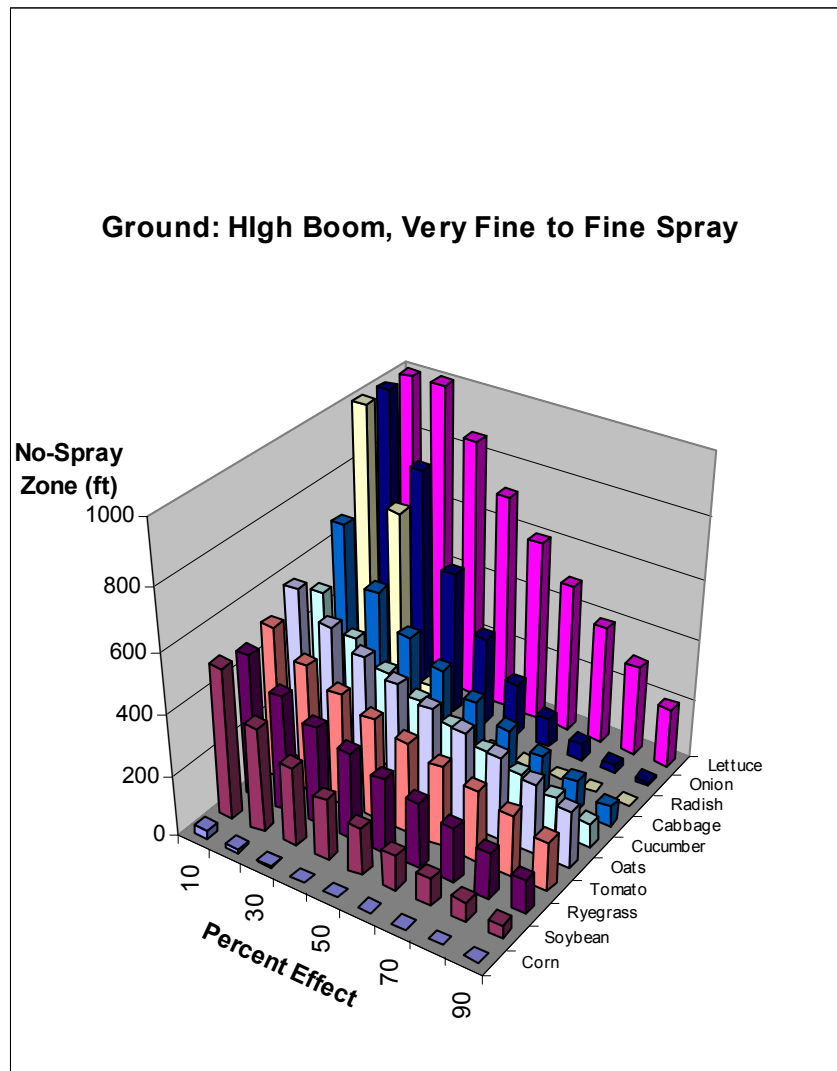 Ground: HIgh Boom, Very Fine to Fine Spray
No-Spray
Zone (ft)
1000
800
600
400
200
0
10
30
50
70
90
Percent Effect
Lettuce
Onion
Radish
Cabbage
Cucumber
Oats
Tomato
Ryegrass
Soybean
Corn